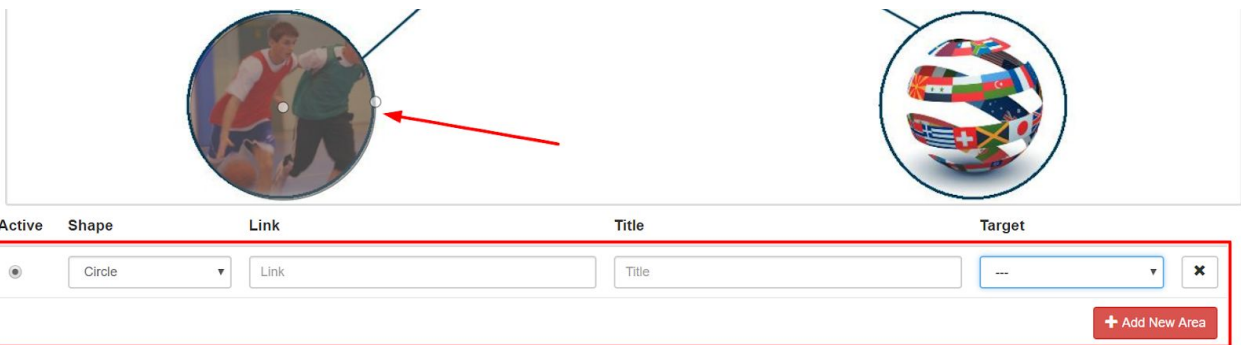 Active Shape Link Title Target
Circle Link Title ---
Add New Area